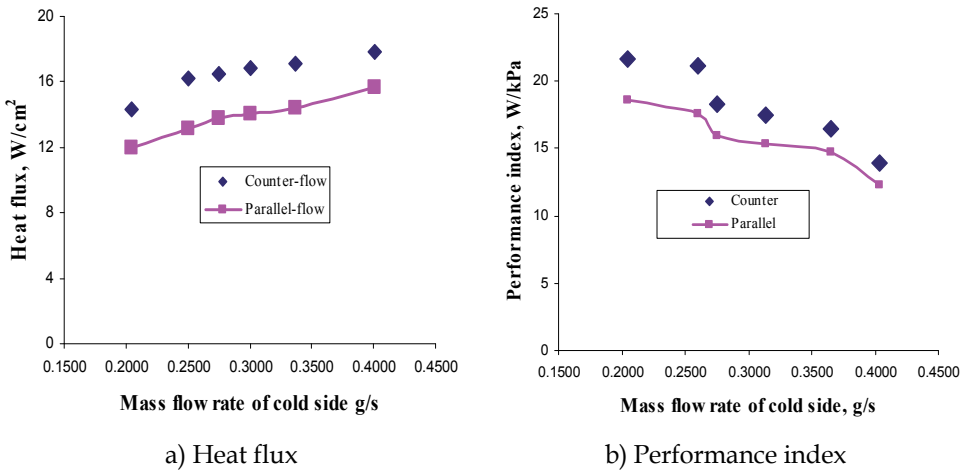 20
16
12
8
4
0
Heat flux, W/cm²
Counter-flow
Parallel-flow
0.1500 0.2000 0.2500 0.3000 0.3500 0.4000 0.4500
Mass flow rate of cold side g/s
a) Heat flux
25
20
15
10
5
0
Performance index, W/kPa
Counter
Parallel
0.1500 0.2000 0.2500 0.3000 0.3500 0.4000 0.4500
Mass flow rate of cold side, g/s
b) Performance index